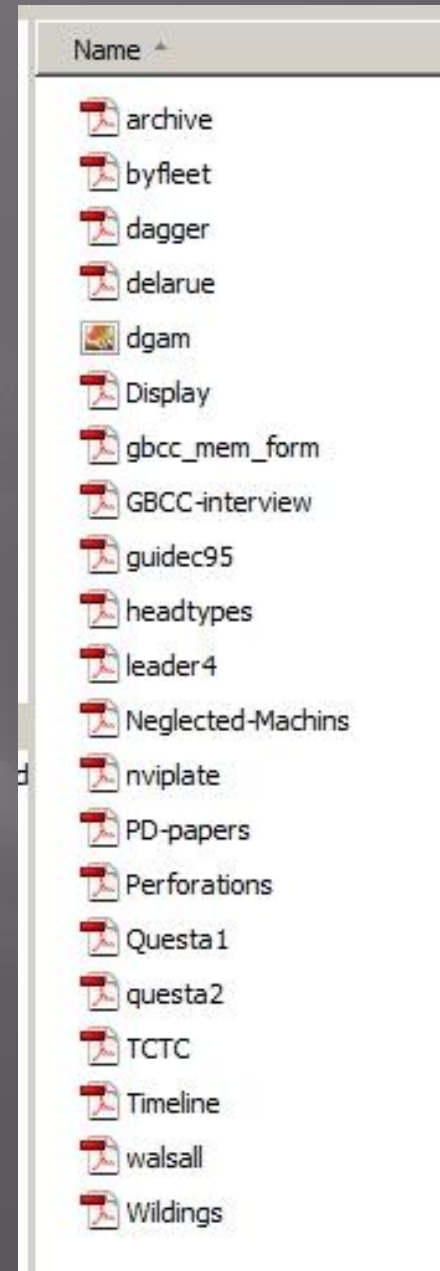 Name
archive
byfleet
dagger
delarue
dgam
Display
gbcc_mem_form
GBCC-interview
guidec95
headtypes
leader4
Neglected-Machins
d
nviplate
PD-papers
Perforations
Questa1
questa2
TCTC
Timeline
walsall
Wildings